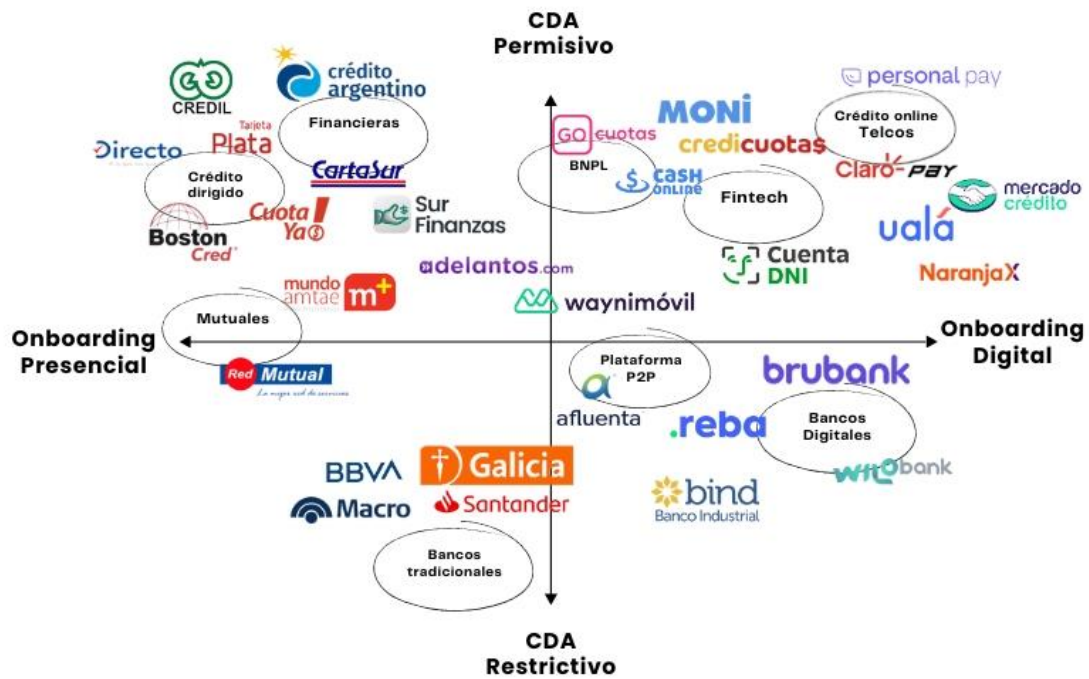 CDA
Permisivo
CREDIL
crédito
argentino
Financieras
Directo
Tarjeta
Plata
Crédito
dirigido
CartaSur
Boston
Cred
Cuota
Ya!
Sur
Finanzas
adelantos.com
mundo
amtae
m+
Mutuales
Onboarding
Presencial
Red Mutual
GO cuotas
BNPL
CASH
ONLINE
MONI
credicuotas
Fintech
Cuenta
DNI
personal pay
Crédito online
Telcos
Claro-pay
mercado
crédito
ualá
NaranjaX
waynimóvil
Onboarding
Digital
Plataforma
P2P
afluenta
brubank
.reba
Bancos
Digitales
wilobank
bind
Banco Industrial
BBVA
Galicia
Macro
Santander
Bancos
tradicionales
CDA
Restrictivo